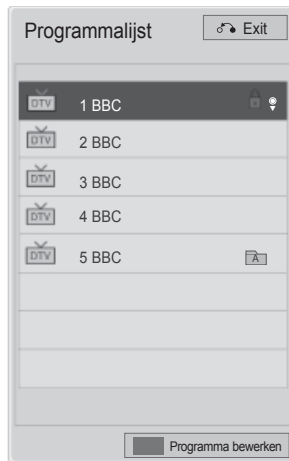 Programmalijst
Exit
DTV 1 BBC
DTV 2 BBC
DTV 3 BBC
DTV 4 BBC
DTV 5 BBC A
Programma bewerken